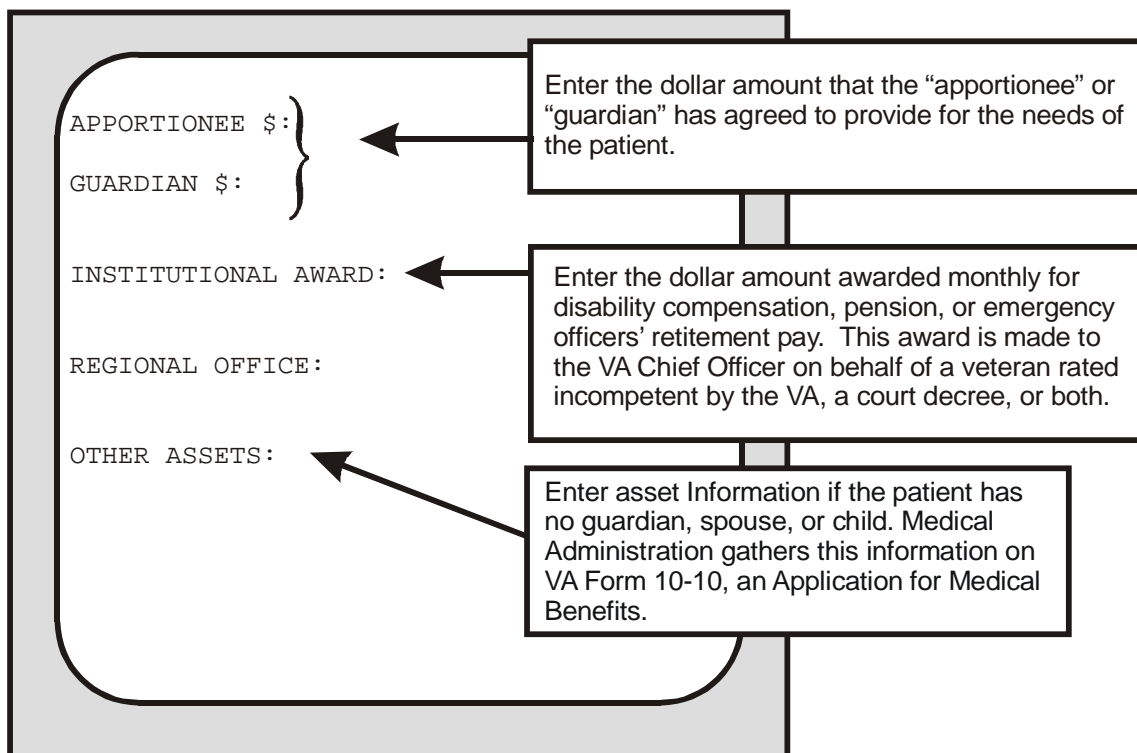 APPORTIONEE $:
GUARDIAN $:
Enter the dollar amount that the “apportionee” or
“guardian” has agreed to provide for the needs of
the patient.
INSTITUTIONAL AWARD:
Enter the dollar amount awarded monthly for
disability compensation, pension, or emergency
officers’ retitement pay. This award is made to
the VA Chief Officer on behalf of a veteran rated
incompetent by the VA, a court decree, or both.
REGIONAL OFFICE:
OTHER ASSETS:
Enter asset Information if the patient has
no guardian, spouse, or child. Medical
Administration gathers this information on
VA Form 10-10, an Application for Medical
Benefits.